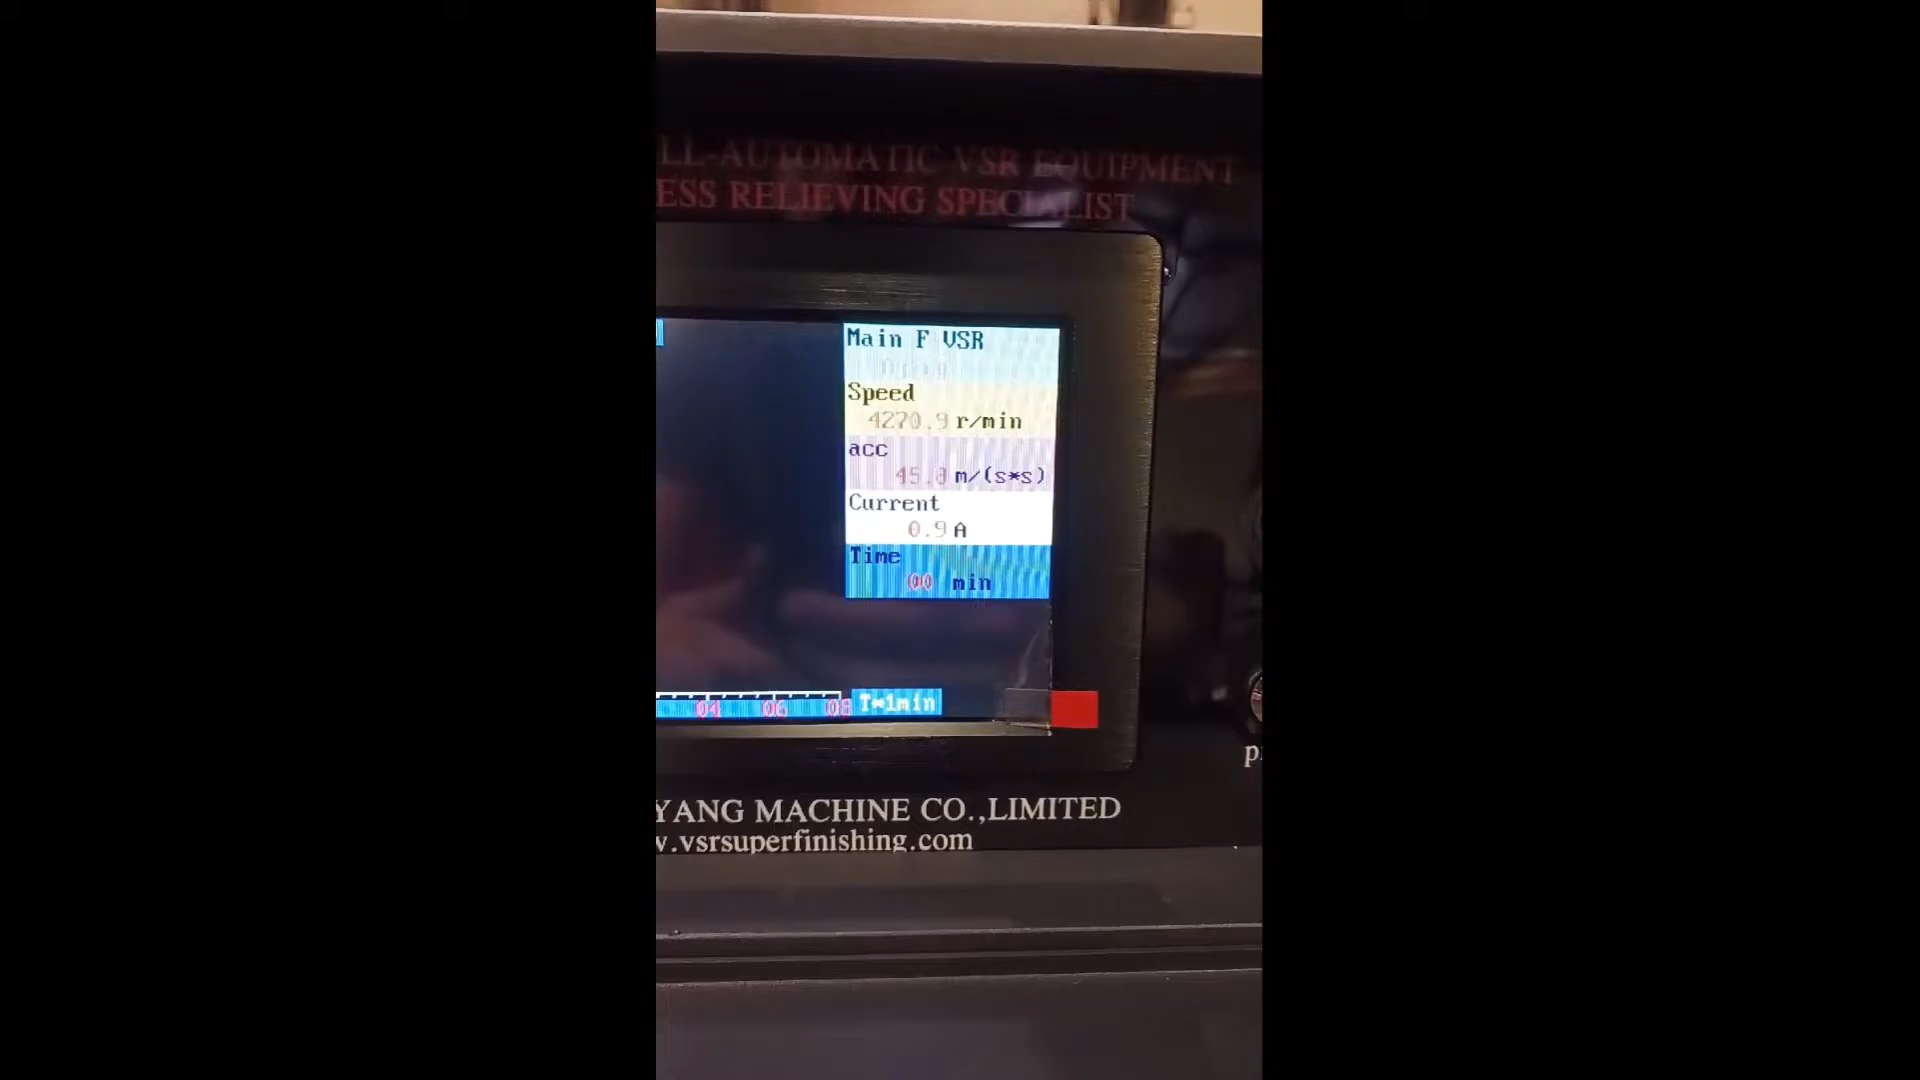 LL-AUTOMATIC VSR EQUIPMENT
ESS RELIEVING SPECIALIST
Main F VSR
Speed
4270.9 r/min
acc
m/(s*s)
Current
0.9 A
Time
00 min
04 06 08 T*1min
YANG MACHINE CO.,LIMITED
v.vsrsuperfinishing.com